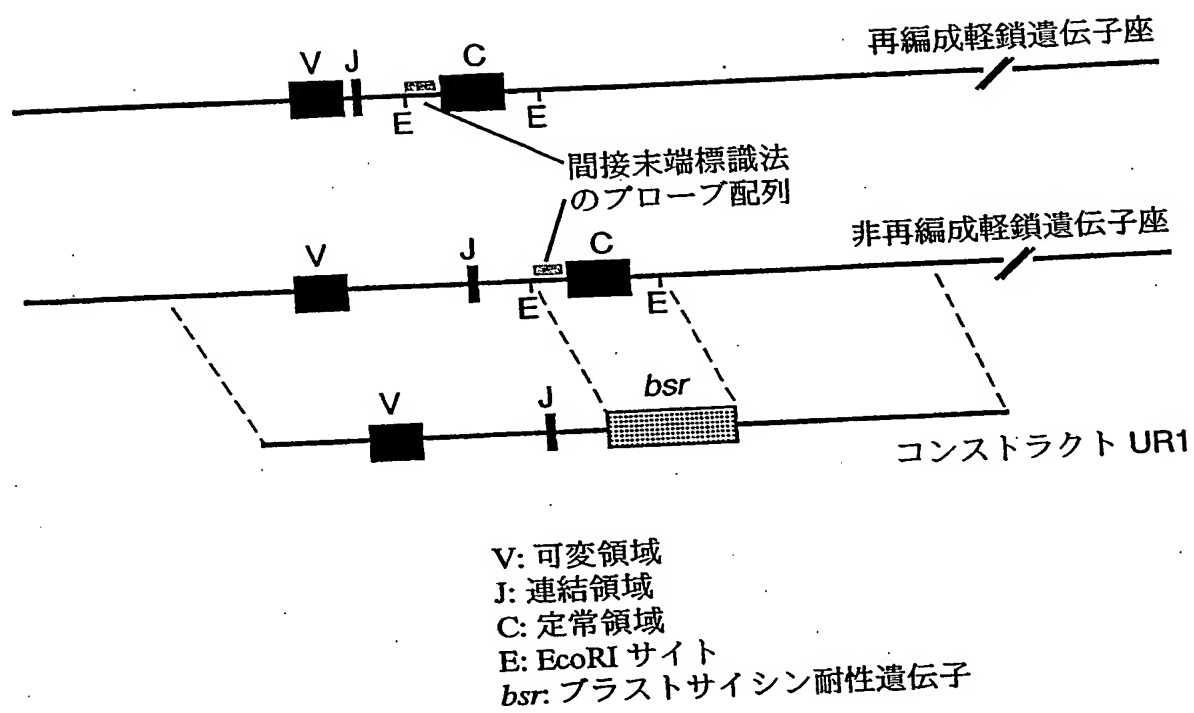 再編成軽鎖遺伝子座
V J C
E E
間接末端標識法
のプローブ配列
非再編成軽鎖遺伝子座
V J C
E E
V J bsr
コンストラクト UR1
V: 可変領域
J: 連結領域
C: 定常領域
E: EcoRI サイト
bsr: ブラストサイシン耐性遺伝子